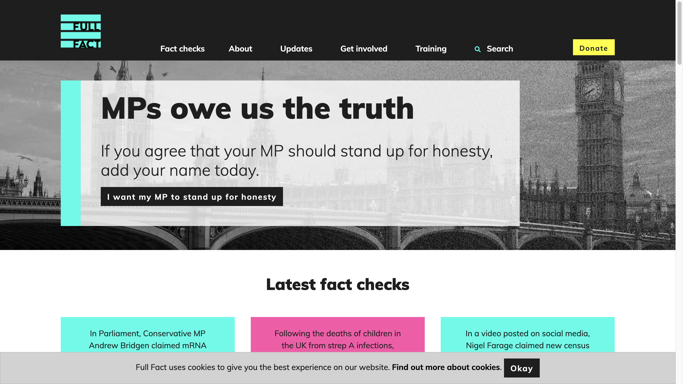 FULL
FACT
Fact checks
About
Updates
Get involved
Training
Search
Donate
MPs owe us the truth
If you agree that your MP should stand up for honesty,
add your name today.
I want my MP to stand up for honesty
Latest fact checks
In Parliament, Conservative MP
Andrew Bridgen claimed mRNA
Following the deaths of children in
the UK from strep A infections,
In a video posted on social media,
Nigel Farage claimed new census
Full Fact uses cookies to give you the best experience on our website. Find out more about cookies.
Okay